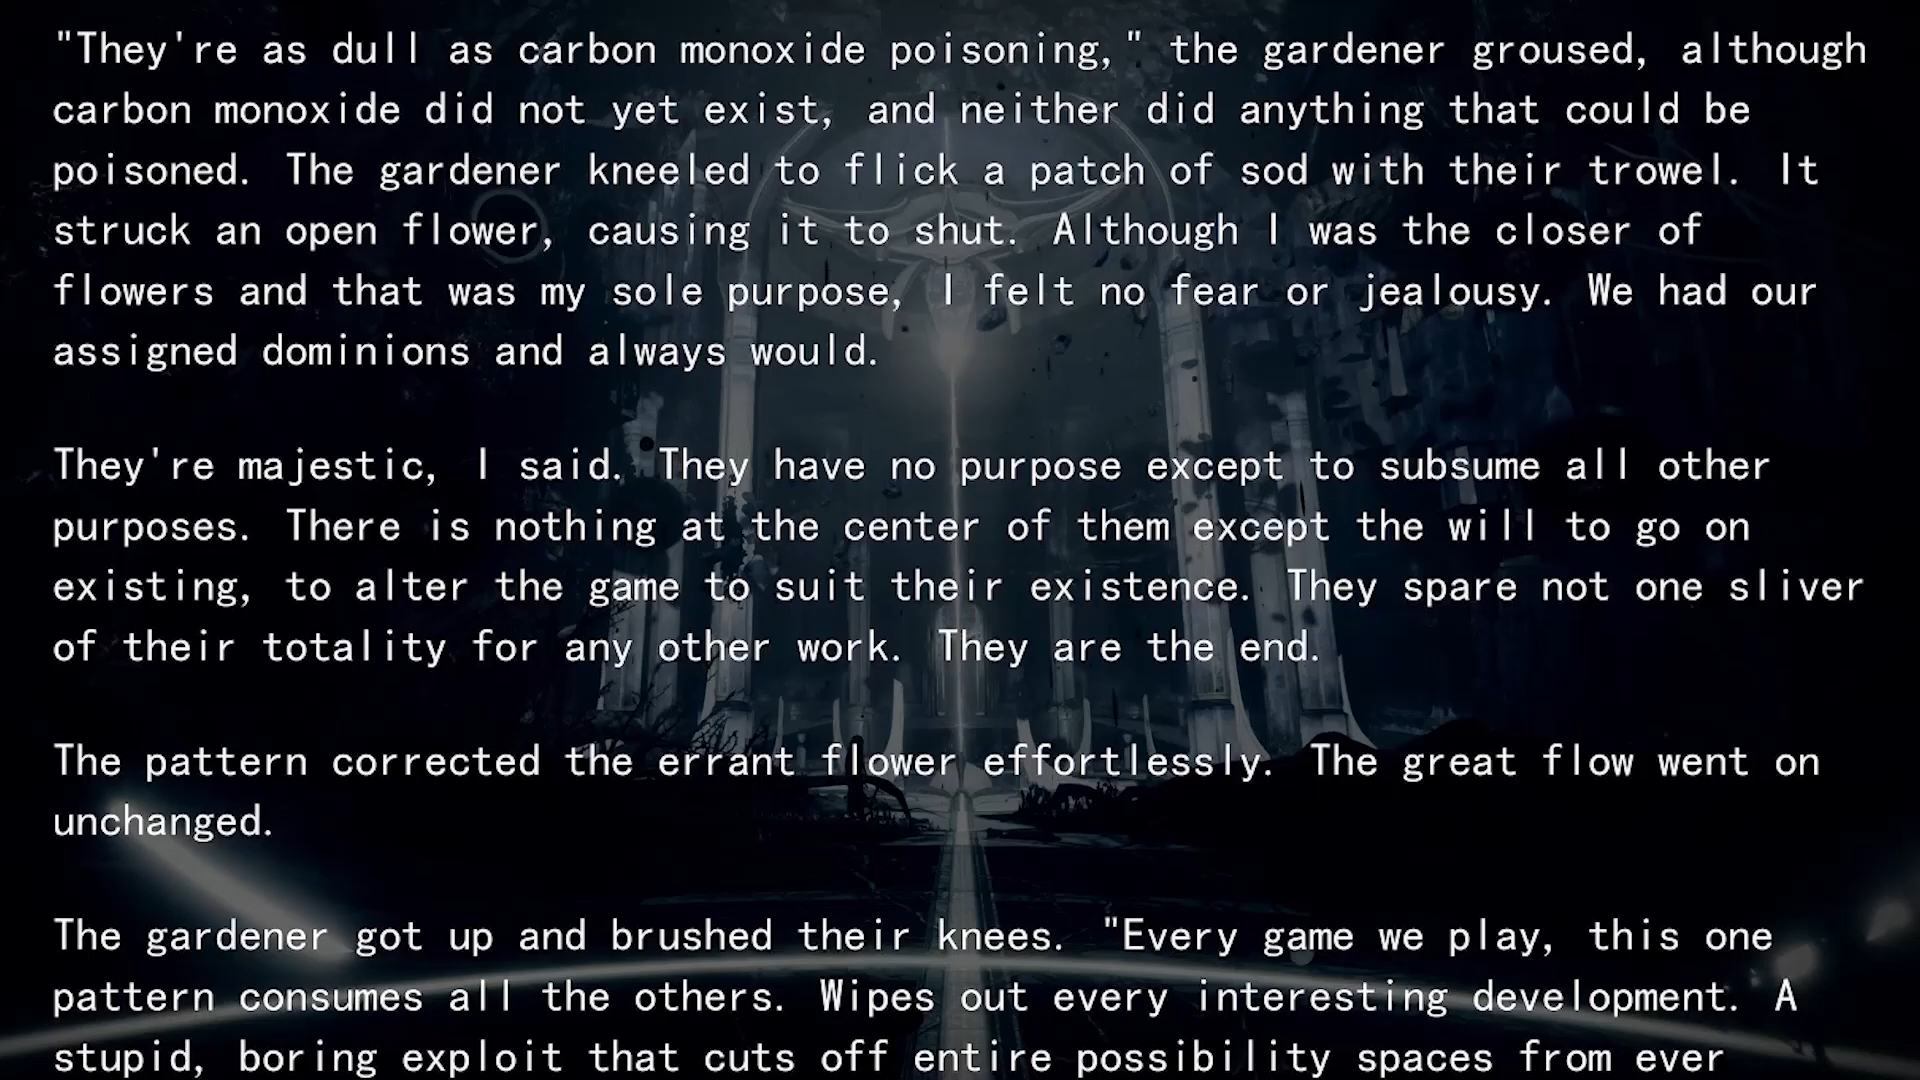 "They're as dull as carbon monoxide poisoning," the gardener groused, although
carbon monoxide did not yet exist, and neither did anything that could be
poisoned. The gardener kneeled to flick a patch of sod with their trowel. It
struck an open flower, causing it to shut. Although I was the closer of
flowers and that was my sole purpose, I felt no fear or jealousy. We had our
assigned dominions and always would.

They're majestic, I said. They have no purpose except to subsume all other
purposes. There is nothing at the center of them except the will to go on
existing, to alter the game to suit their existence. They spare not one sliver
of their totality for any other work. They are the end.

The pattern corrected the errant flower effortlessly. The great flow went on
unchanged.

The gardener got up and brushed their knees. "Every game we play, this one
pattern consumes all the others. Wipes out every interesting development. A
stupid, boring exploit that cuts off entire possibility spaces from ever